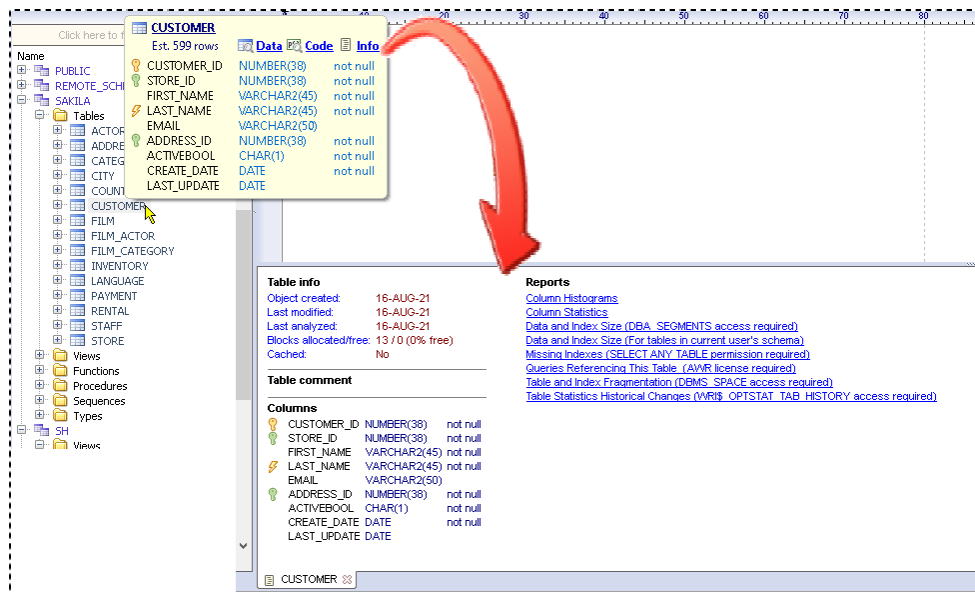 10 20 30 40 50 60 70 80
Click here to f
Name
PUBLIC
REMOTE_SCH
SAKILA
Tables
ACTOR
ADDRE
CATEG
CITY
COUNT
CUSTOMER
FILM
FILM_ACTOR
FILM_CATEGORY
INVENTORY
LANGUAGE
PAYMENT
RENTAL
STAFF
STORE
Views
Functions
Procedures
Sequences
Types
SH
Views
CUSTOMER
Est. 599 rows Data Code Info
CUSTOMER_ID NUMBER(38) not null
STORE_ID NUMBER(38) not null
FIRST_NAME VARCHAR2(45) not null
LAST_NAME VARCHAR2(45) not null
EMAIL VARCHAR2(50)
ADDRESS_ID NUMBER(38) not null
ACTIVEBOOL CHAR(1) not null
CREATE_DATE DATE not null
LAST_UPDATE DATE
Table info
Object created: 16-AUG-21
Last modified: 16-AUG-21
Last analyzed: 16-AUG-21
Blocks allocated/free: 13 / 0 (0% free)
Cached: No
Table comment
Columns
CUSTOMER_ID NUMBER(38) not null
STORE_ID NUMBER(38) not null
FIRST_NAME VARCHAR2(45) not null
LAST_NAME VARCHAR2(45) not null
EMAIL VARCHAR2(50)
ADDRESS_ID NUMBER(38) not null
ACTIVEBOOL CHAR(1) not null
CREATE_DATE DATE not null
LAST_UPDATE DATE
Reports
Column Histograms
Column Statistics
Data and Index Size (DBA_SEGMENTS access required)
Data and Index Size (For tables in current user's schema)
Missing Indexes (SELECT ANY TABLE permission required)
Queries Referencing This Table (AWR license required)
Table and Index Fragmentation (DBMS_SPACE access required)
Table Statistics Historical Changes (WRI$_OPTSTAT_TAB_HISTORY access required)
CUSTOMER